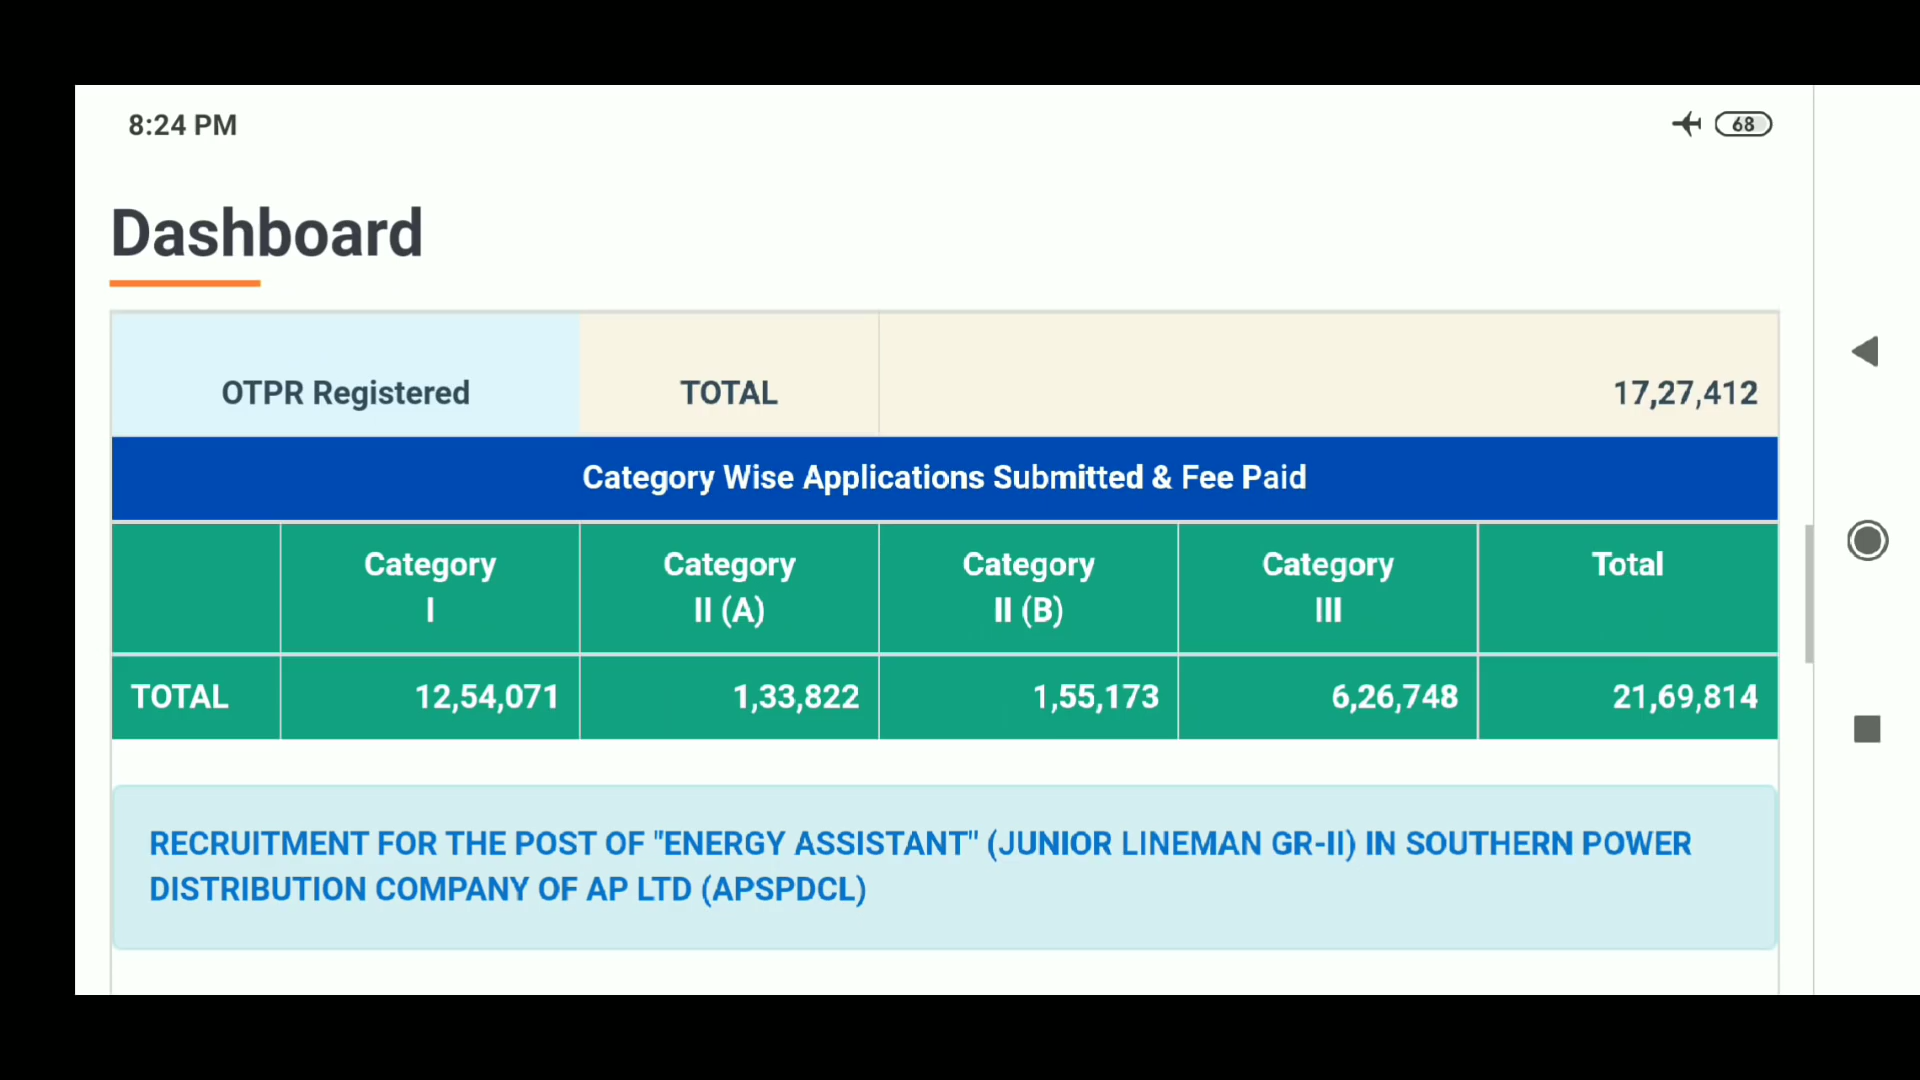 8:24 PM
68
Dashboard
OTPR Registered TOTAL 17,27,412
Category Wise Applications Submitted & Fee Paid
Category Category Category Category Total
I II (A) II (B) III
TOTAL 12,54,071 1,33,822 1,55,173 6,26,748 21,69,814
RECRUITMENT FOR THE POST OF "ENERGY ASSISTANT" (JUNIOR LINEMAN GR-II) IN SOUTHERN POWER
DISTRIBUTION COMPANY OF AP LTD (APSPDCL)